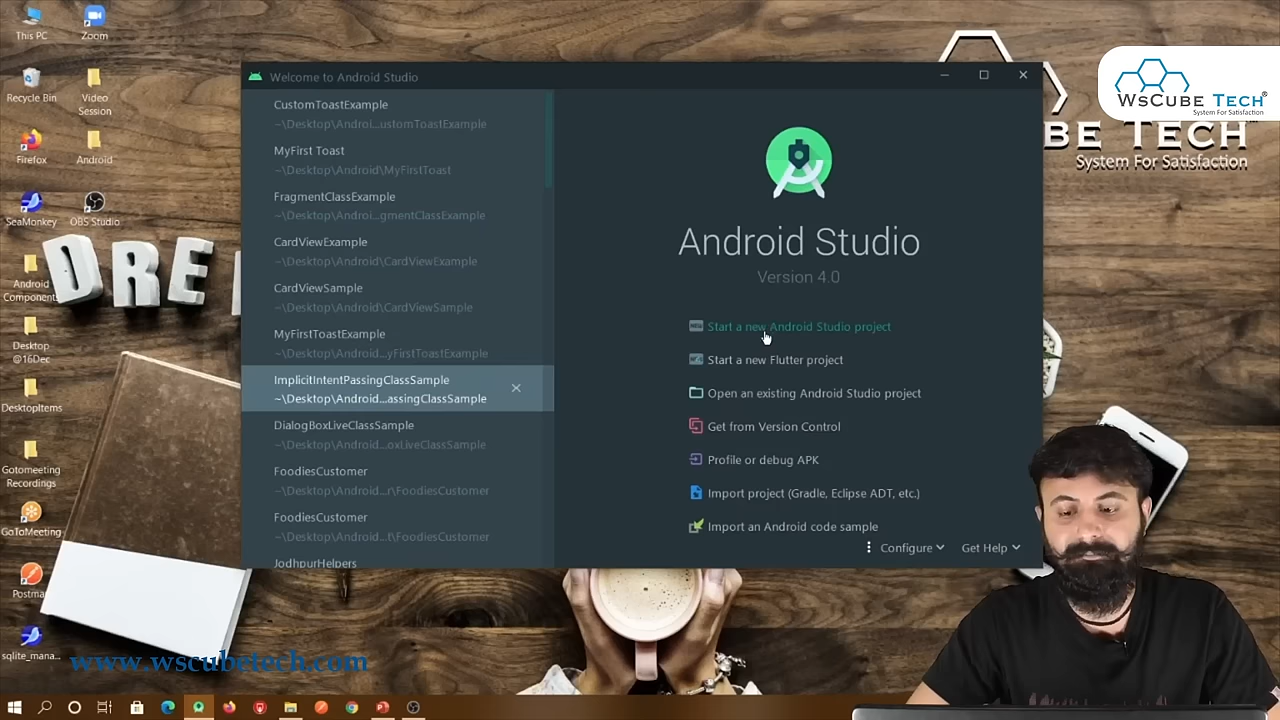 This PC
Zoom
Recycle Bin
Video
Session
Firefox
Android
SeaMonkey
OBS Studio
Android
Components
Desktop
@16Dec
DesktopItems
Gotomeeting
Recordings
GoToMeeting
Postman
sqlite_mana...
DRE
Welcome to Android Studio
CustomToastExample
~\Desktop\Androi...ustomToastExample
MyFirst Toast
~\Desktop\Android\MyFirstToast
FragmentClassExample
~\Desktop\Androi...gmentClassExample
CardViewExample
~\Desktop\Android\CardViewExample
CardViewSample
~\Desktop\Android\CardViewSample
MyFirstToastExample
~\Desktop\Android...yFirstToastExample
ImplicitIntentPassingClassSample
~\Desktop\Android...assingClassSample
DialogBoxLiveClassSample
~\Desktop\Android...oxLiveClassSample
FoodiesCustomer
~\Desktop\Android...r\FoodiesCustomer
FoodiesCustomer
~\Desktop\Android...t\FoodiesCustomer
JodhpurHelpers
Android Studio
Version 4.0
Start a new Android Studio project
Start a new Flutter project
Open an existing Android Studio project
Get from Version Control
Profile or debug APK
Import project (Gradle, Eclipse ADT, etc.)
Import an Android code sample
Configure
Get Help
WsCube Tech®
System For Satisfaction
BE TECH
System For Satisfaction
www.wscubetech.com